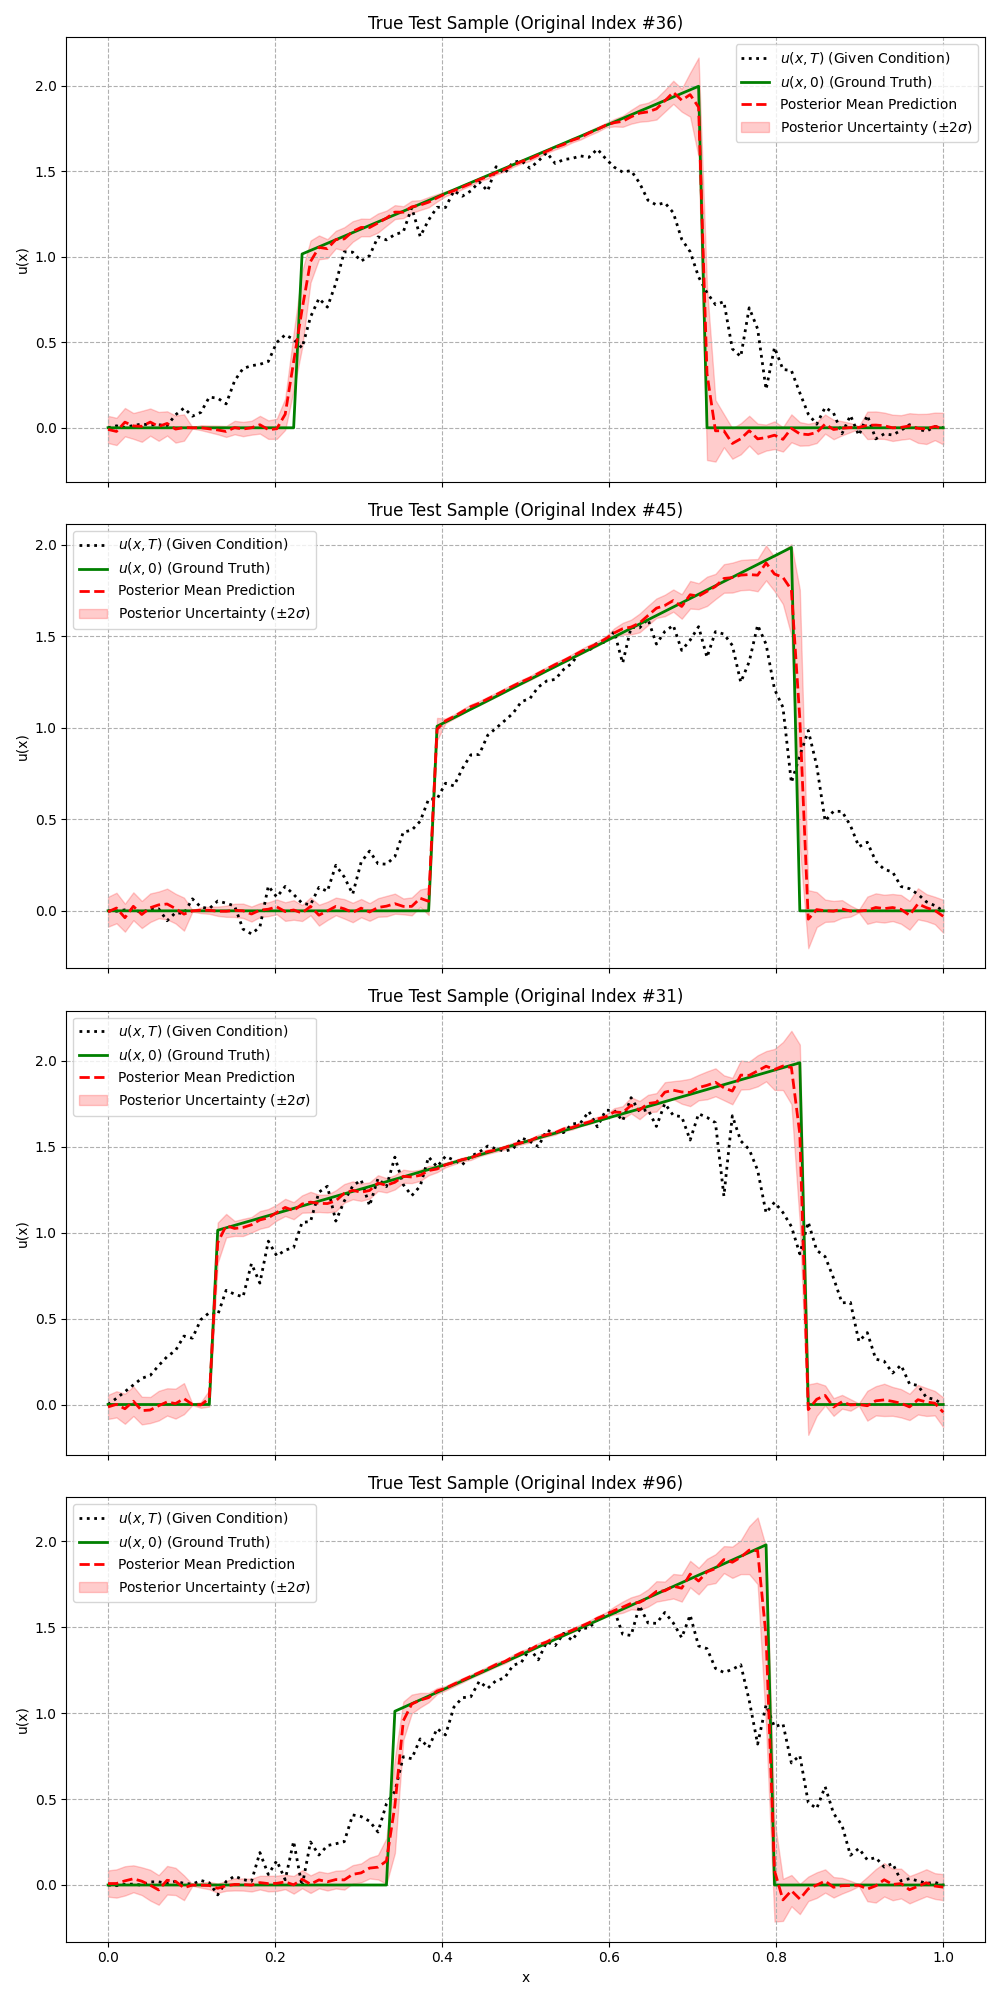 True Test Sample (Original Index #36)
u(x, T) (Given Condition)
u(x, 0) (Ground Truth)
Posterior Mean Prediction
Posterior Uncertainty (±2σ)
2.0
1.5
1.0
0.5
0.0
u(x)
True Test Sample (Original Index #45)
u(x, T) (Given Condition)
u(x, 0) (Ground Truth)
Posterior Mean Prediction
Posterior Uncertainty (±2σ)
2.0
1.5
1.0
0.5
0.0
u(x)
True Test Sample (Original Index #31)
u(x, T) (Given Condition)
u(x, 0) (Ground Truth)
Posterior Mean Prediction
Posterior Uncertainty (±2σ)
2.0
1.5
1.0
0.5
0.0
u(x)
True Test Sample (Original Index #96)
u(x, T) (Given Condition)
u(x, 0) (Ground Truth)
Posterior Mean Prediction
Posterior Uncertainty (±2σ)
2.0
1.5
1.0
0.5
0.0
u(x)
0.0 0.2 0.4 0.6 0.8 1.0
x